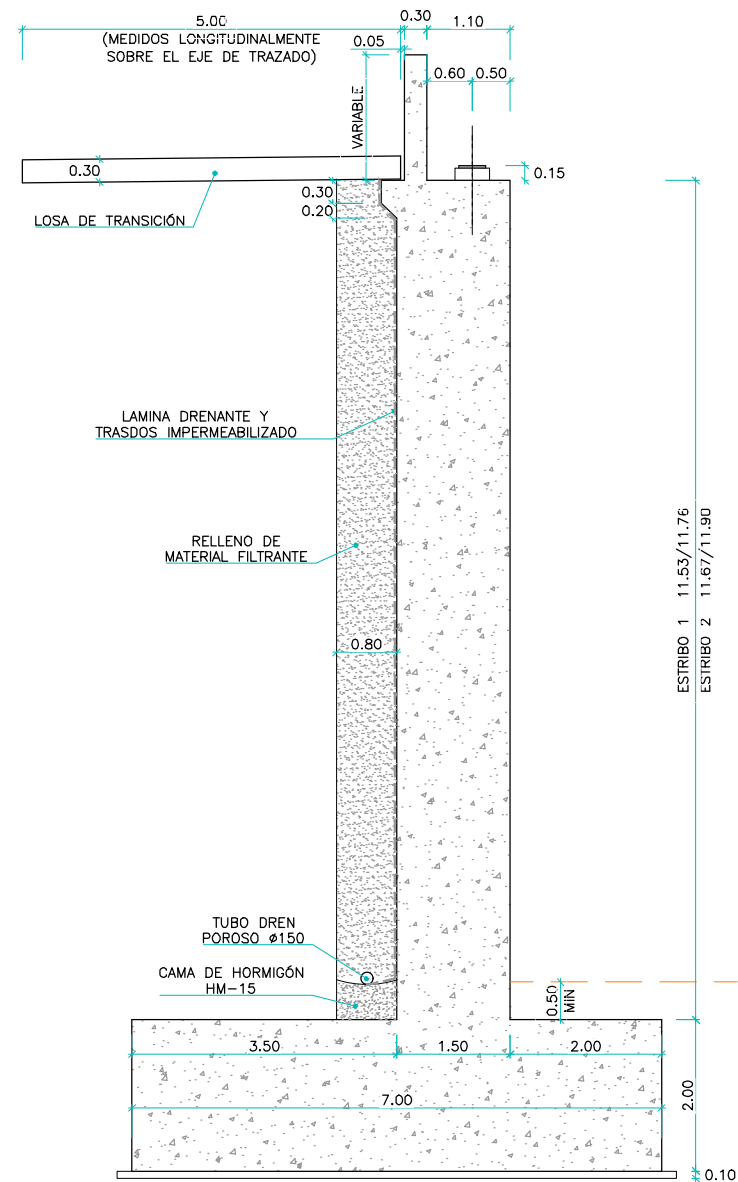 5.00
(MEDIDOS LONGITUDINALMENTE
SOBRE EL EJE DE TRAZADO)
0.30
1.10
0.05
0.60
0.50
VARIABLE
0.15
0.30
LOSA DE TRANSICIÓN
0.30
0.20
LAMINA DRENANTE Y
TRASDOS IMPERMEABILIZADO
RELLENO DE
MATERIAL FILTRANTE
0.80
ESTRIBO 1 11.53/11.76
ESTRIBO 2 11.67/11.90
TUBO DREN
POROSO ø150
CAMA DE HORMIGÓN
HM-15
0.50
MIN
3.50
1.50
2.00
7.00
2.00
0.10